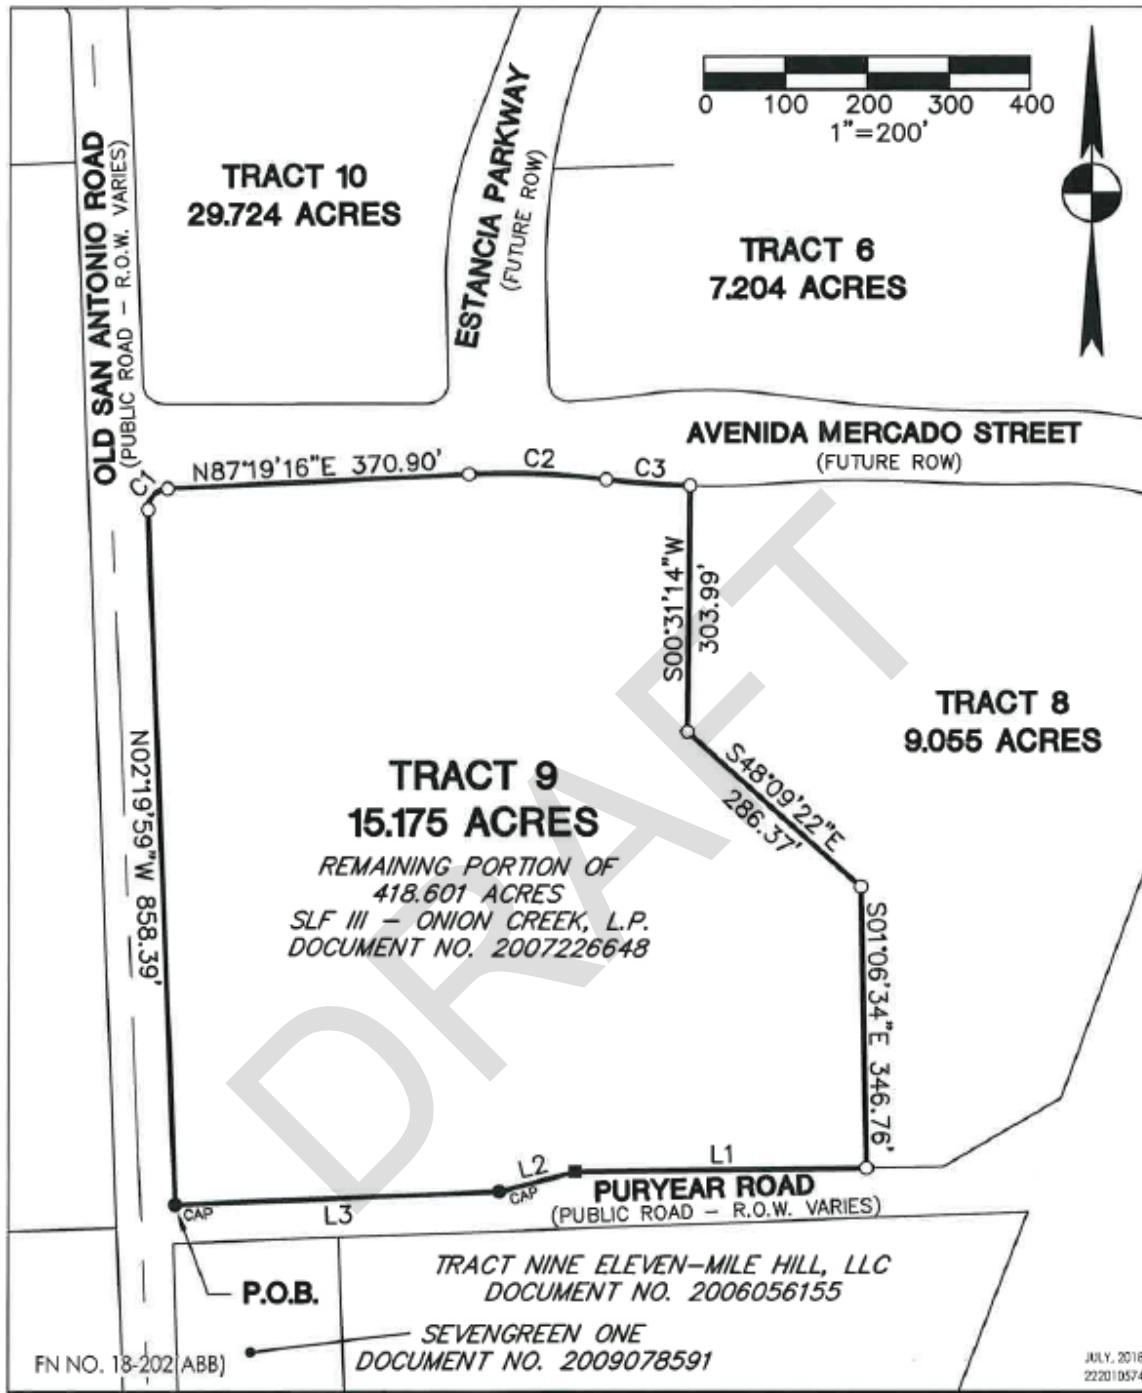 0 100 200 300 400
1"=200'
TRACT 10
29.724 ACRES
OLD SAN ANTONIO ROAD
(PUBLIC ROAD – R.O.W. VARIES)
ESTANCIA PARKWAY
(FUTURE ROW)
TRACT 6
7.204 ACRES
AVENIDA MERCADO STREET
(FUTURE ROW)
C1
N87°19'16"E 370.90'
C2
C3
S00°31'14"W
303.99'
TRACT 8
9.055 ACRES
N02°19'59"W 858.39'
TRACT 9
15.175 ACRES
REMAINING PORTION OF
418.601 ACRES
SLF III – ONION CREEK, L.P.
DOCUMENT NO. 2007226648
S48°09'22"E
286.37'
S01°06'34"E 346.76'
DRAFT
L1
L2
CAP
L3
CAP
PURYEAR ROAD
(PUBLIC ROAD – R.O.W. VARIES)
TRACT NINE ELEVEN–MILE HILL, LLC
DOCUMENT NO. 2006056155
P.O.B.
SEVENGREEN ONE
DOCUMENT NO. 2009078591
FN NO. 18-202(ABB)
JULY, 2018
222010574